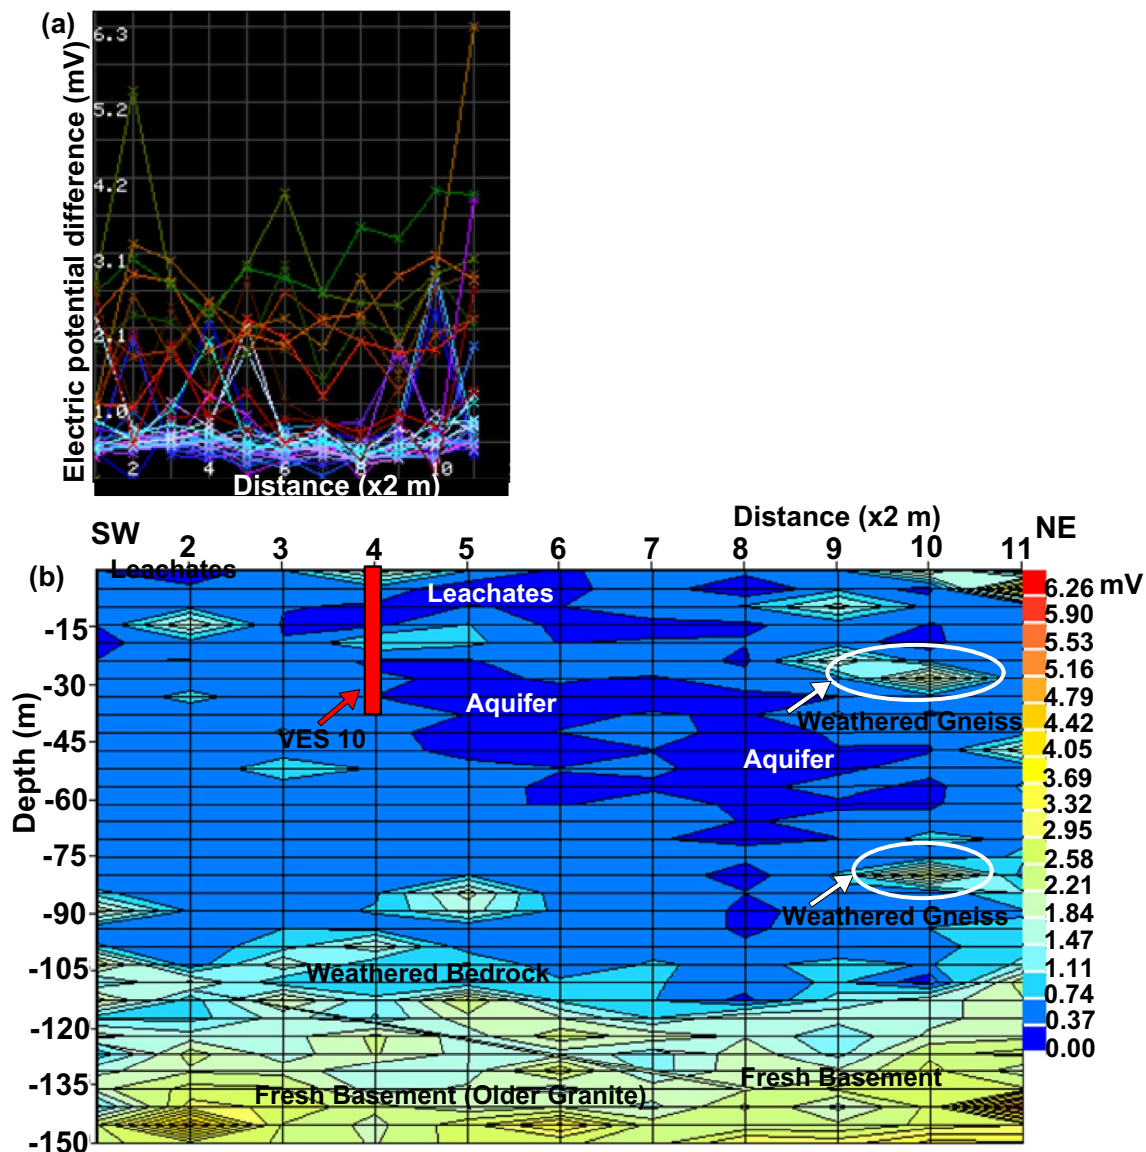 (a)
Electric potential difference (mV)
6.3
5.2
4.2
3.1
2.1
1.0
2 4 6 8 10
Distance (x2 m)
Distance (x2 m)
SW NE
2 3 4 5 6 7 8 9 10 11
(b)
Leachates
Leachates
Depth (m)
-15
-30
-45
-60
-75
-90
-105
-120
-135
-150
Aquifer
VES 10
Weathered Gneiss
Aquifer
Weathered Gneiss
Weathered Bedrock
Fresh Basement
Fresh Basement (Older Granite)
6.26 mV
5.90
5.53
5.16
4.79
4.42
4.05
3.69
3.32
2.95
2.58
2.21
1.84
1.47
1.11
0.74
0.37
0.00